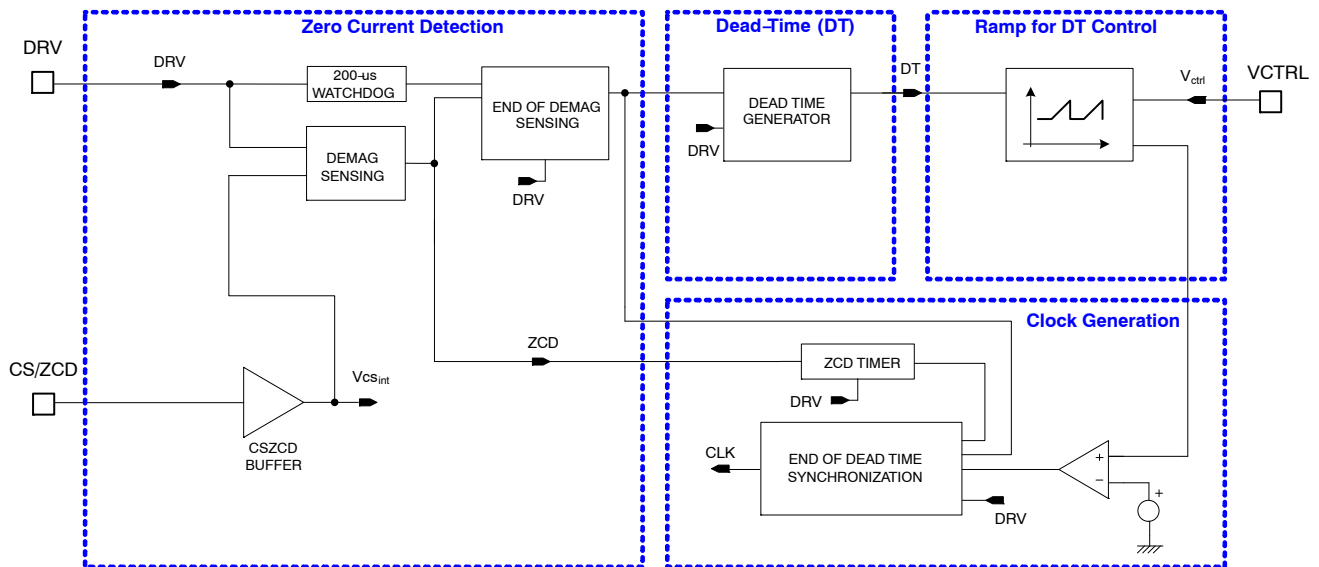 Zero Current Detection
Dead-Time (DT)
Ramp for DT Control
DRV
DRV
200-us
WATCHDOG
END OF DEMAG
SENSING
DRV
DEMAG
SENSING
DEAD TIME
GENERATOR
DRV
DT
Vctrl
VCTRL
Clock Generation
CS/ZCD
Vcsint
CSZCD
BUFFER
ZCD
ZCD TIMER
DRV
CLK
END OF DEAD TIME
SYNCHRONIZATION
DRV
+
−
+